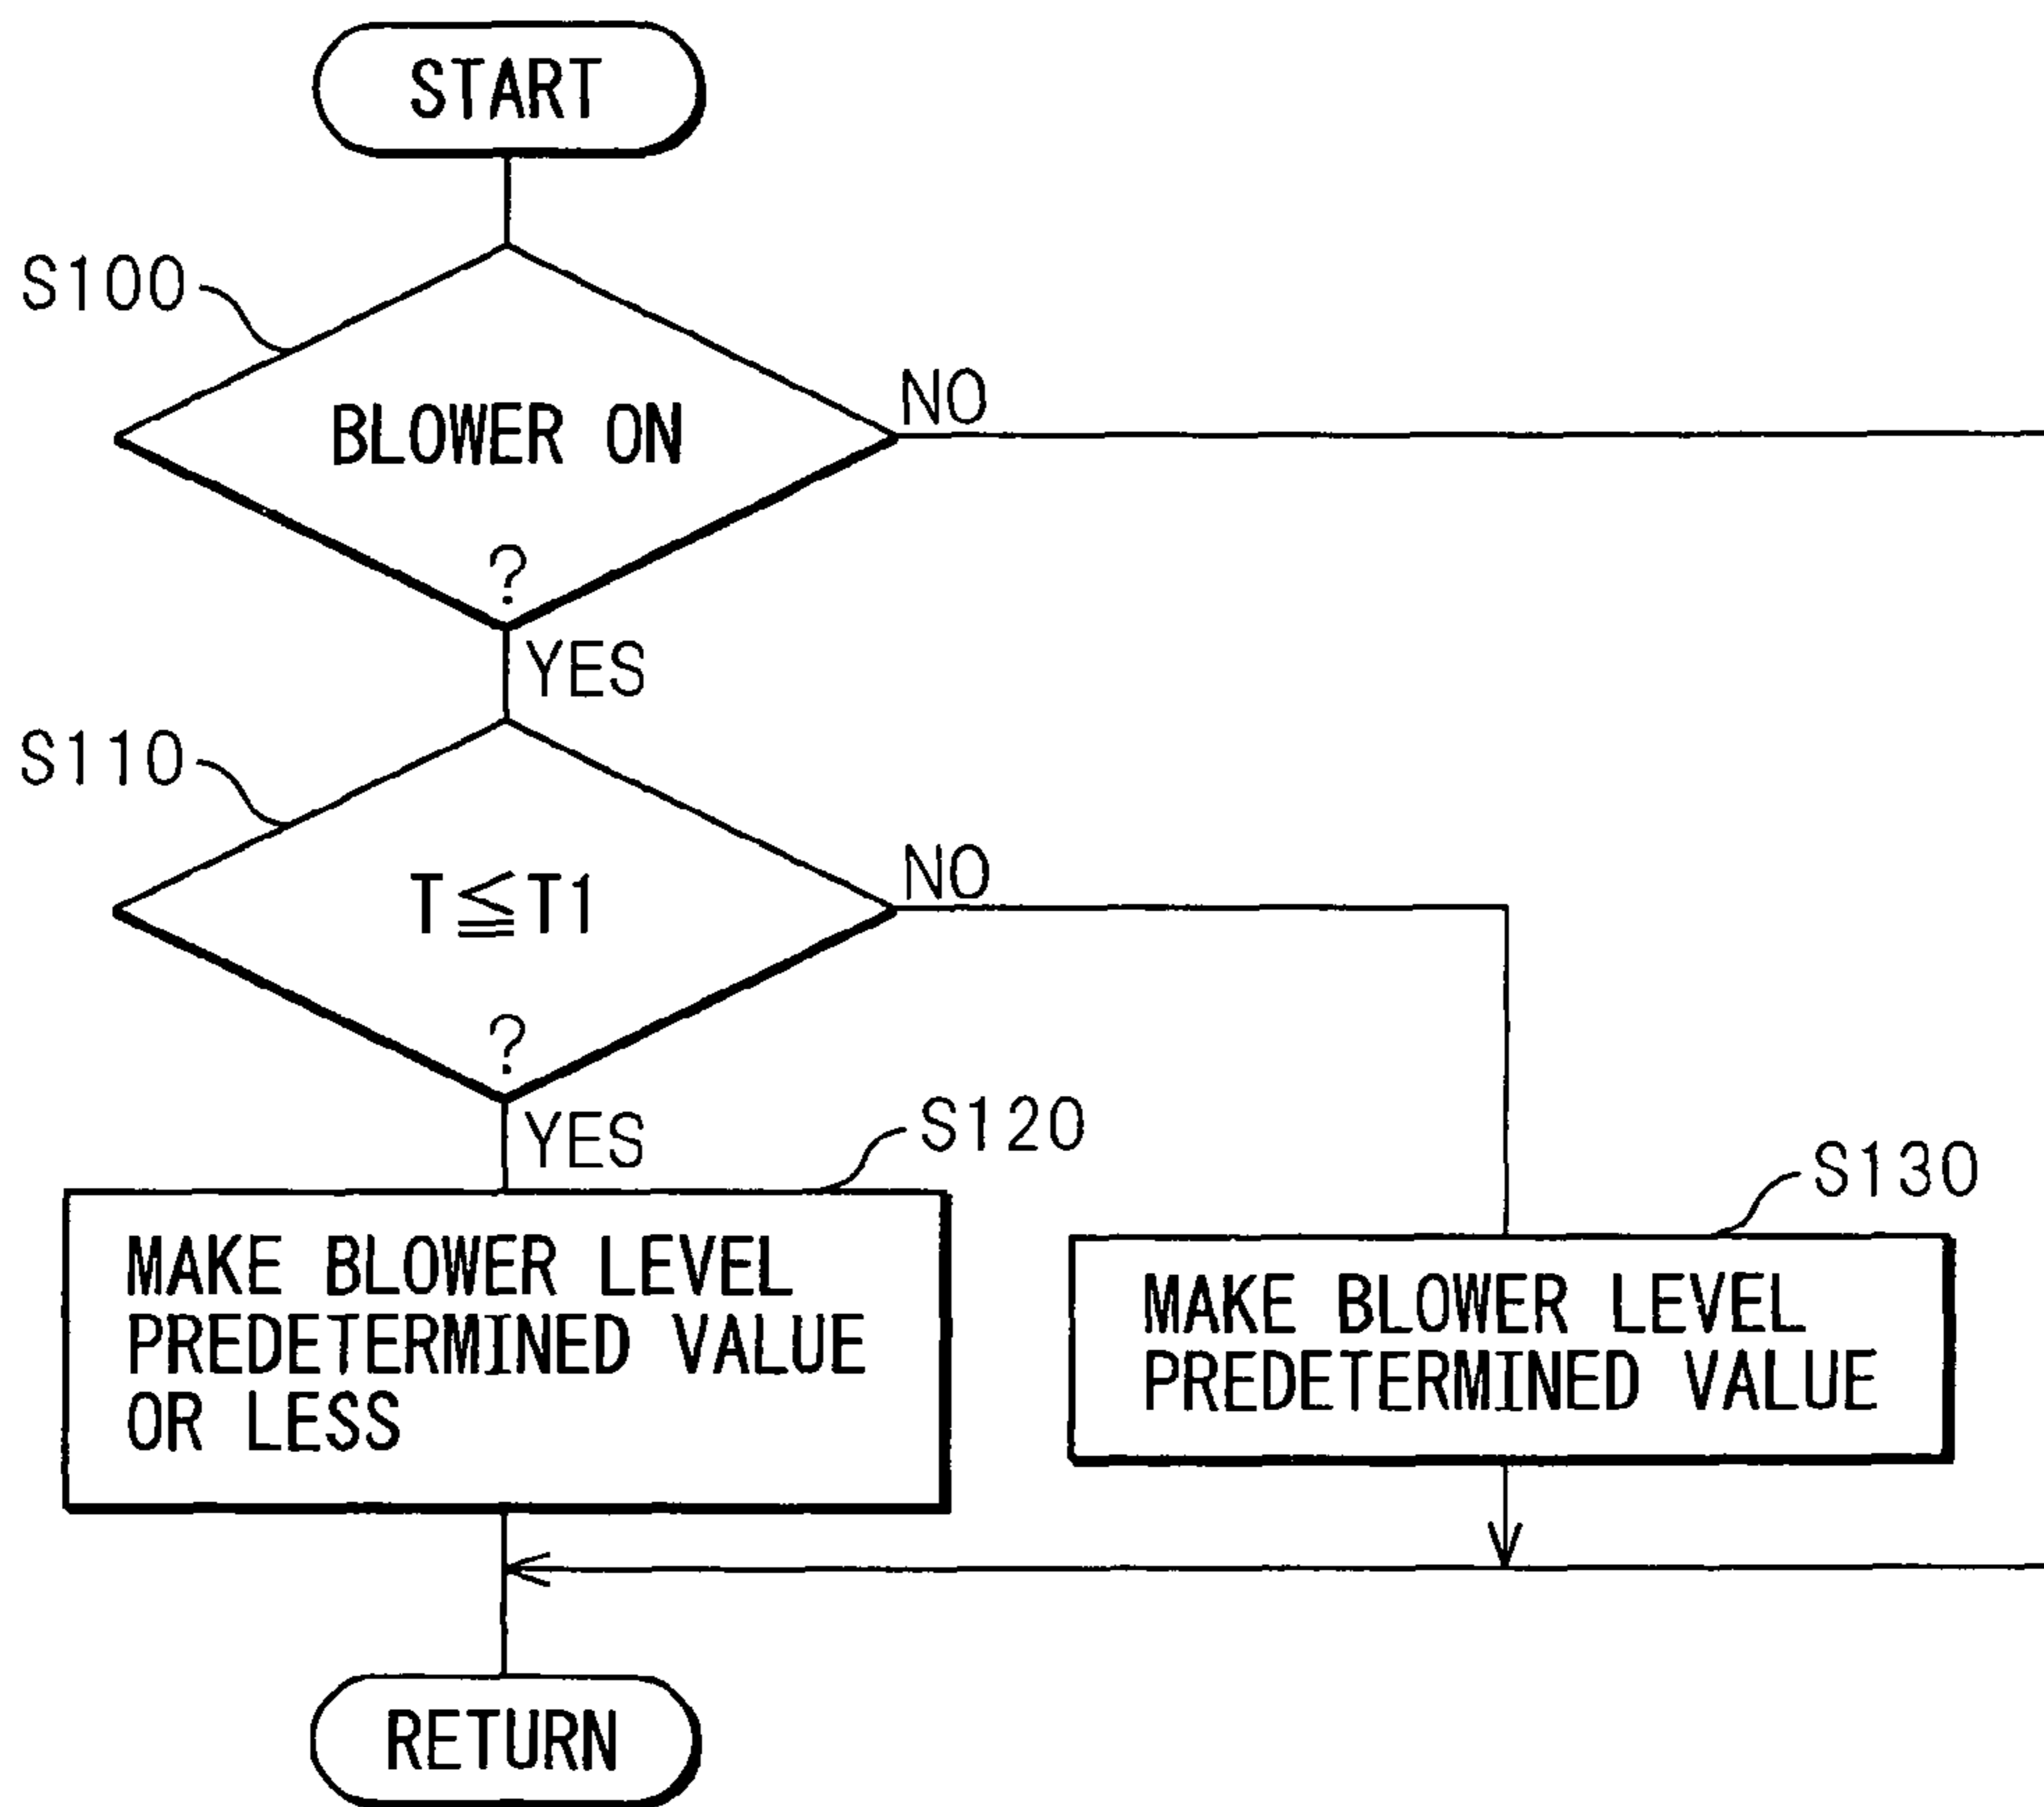 START
S100
NO
BLOWER ON
?
YES
S110
NO
T≦T1
?
YES
S120
S130
MAKE BLOWER LEVEL
PREDETERMINED VALUE
OR LESS
MAKE BLOWER LEVEL
PREDETERMINED VALUE
RETURN